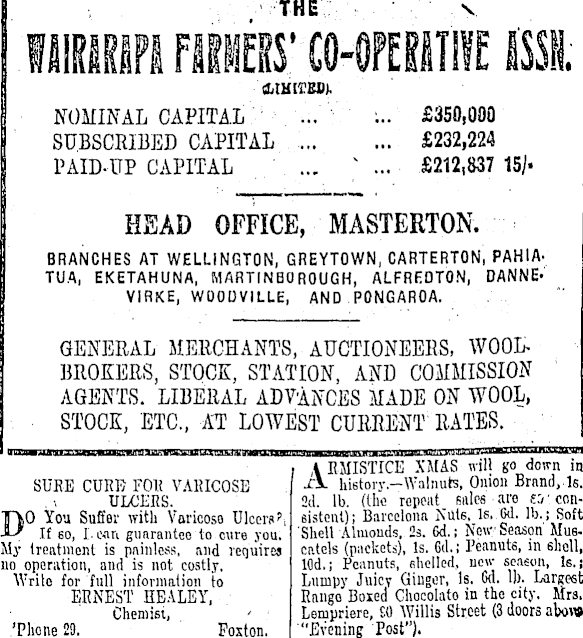 THE
WAIRARAPA FARMERS' CO-OPERATIVE ASSN.
(LIMITED).
NOMINAL CAPITAL ... ... £350,000
SUBSCRIBED CAPITAL ... ... £232,224
PAID-UP CAPITAL ... ... £212,837 15/-
HEAD OFFICE, MASTERTON.
BRANCHES AT WELLINGTON, GREYTOWN, CARTERTON, PAHIA-
TUA, EKETAHUNA, MARTINBOROUGH, ALFREDTON, DANNE-
VIRKE, WOODVILLE, AND PONGAROA.
GENERAL MERCHANTS, AUCTIONEERS, WOOL-
BROKERS, STOCK, STATION, AND COMMISSION
AGENTS. LIBERAL ADVANCES MADE ON WOOL,
STOCK, ETC., AT LOWEST CURRENT RATES.
SURE CURE FOR VARICOSE
ULCERS.
DO You Suffer with Varicose Ulcers?
If so, I can guarantee to cure you.
My treatment is painless, and requires
no operation, and is not costly.
Write for full information to
ERNEST HEALEY,
Chemist,
'Phone 29. Foxton.
ARMISTICE XMAS will go down in
history.—Walnuts, Onion Brand, 1s.
2d. lb. (the repeat sales are so con-
sistent); Barcelona Nuts, 1s. 6d. lb.; Soft
Shell Almonds, 2s. 6d.; New Season Mus-
catels (packets), 1s. 6d.; Peanuts, in shell,
10d.; Peanuts, shelled, new season, 1s.;
Lumpy Juicy Ginger, 1s. 6d. lb. Largest
Range Boxed Chocolate in the city. Mrs.
Lempriere, Willis Street (3 doors above
"Evening Post").